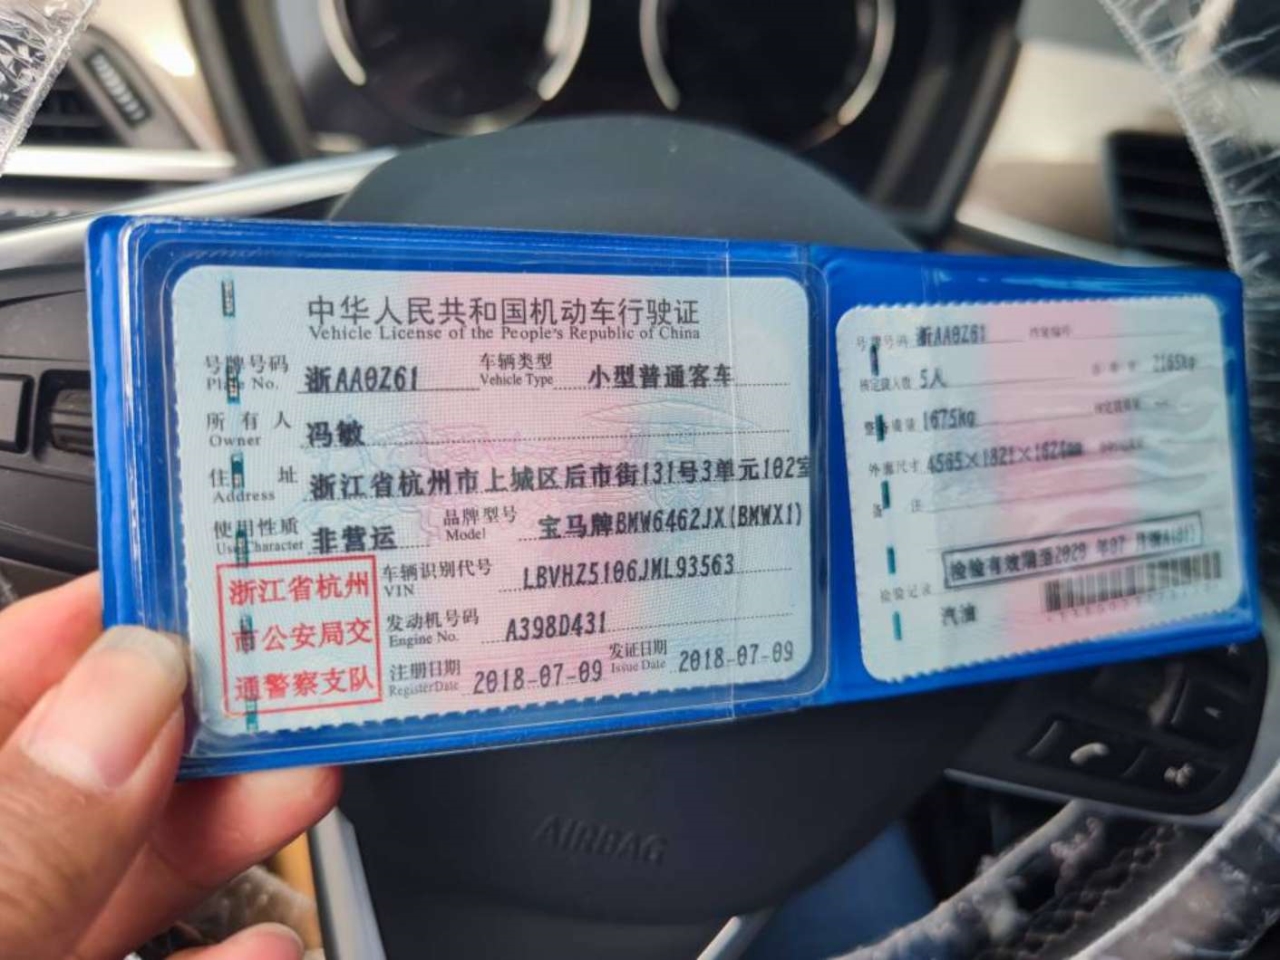 中华人民共和国机动车行驶证
Vehicle License of the People's Republic of China
号牌号码 浙AA0Z61 车辆类型 小型普通客车
Plate No. Vehicle Type
所有人 冯敏
Owner
住址 浙江省杭州市上城区后市街131号3单元102室
Address
使用性质 非营运 品牌型号 宝马牌BMW6462JX(BMWX1)
Use Character Model
浙江省杭州
市公安局交
通警察支队
车辆识别代号 LBVHZ5106JML93563
VIN
发动机号码 A398D431
Engine No.
注册日期 2018-07-09 发证日期 2018-07-09
Register Date Issue Date
号牌号码 浙AA0Z61 档案编号
核定载人数 5人 总质量 2165kg
整备质量 1675kg
外廓尺寸 4565×1821×1624mm
备注
检验有效期至2020年07月
检验记录
汽油
AIRBAG